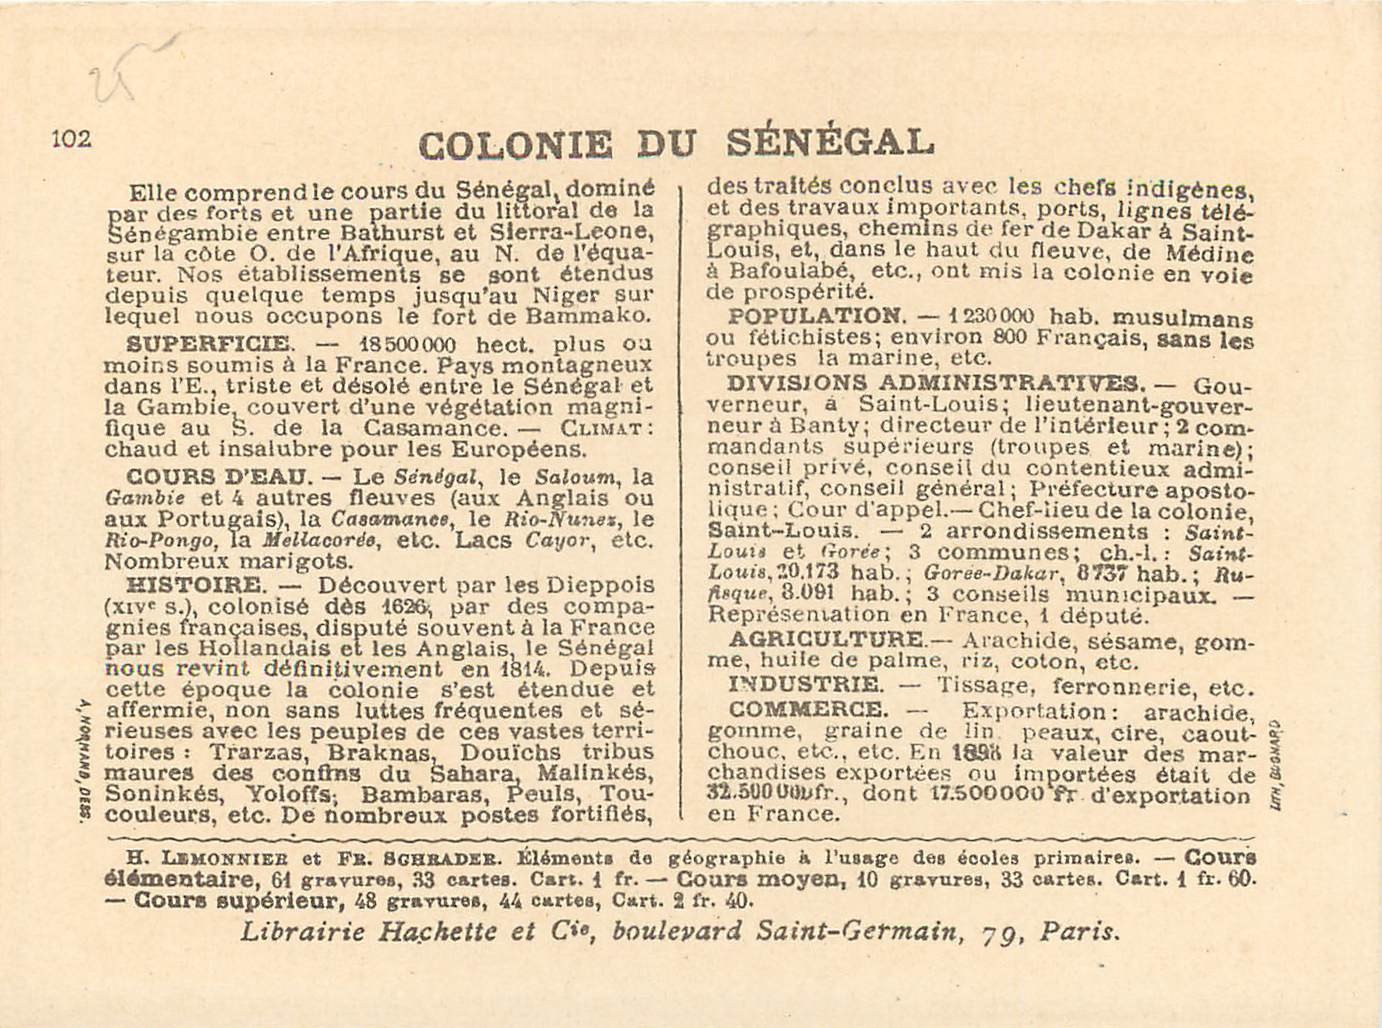 25
102
COLONIE DU SÉNÉGAL
Elle comprend le cours du Sénégal, dominé
par des forts et une partie du littoral de la
Sénégambie entre Bathurst et Sierra-Leone,
sur la côte O. de l'Afrique, au N. de l'équa-
teur. Nos établissements se sont étendus
depuis quelque temps jusqu'au Niger sur
lequel nous occupons le fort de Bammako.
SUPERFICIE. — 18500000 hect. plus ou
moins soumis à la France. Pays montagneux
dans l'E., triste et désolé entre le Sénégal et
la Gambie, couvert d'une végétation magni-
fique au S. de la Casamance. — CLIMAT:
chaud et insalubre pour les Européens.
COURS D'EAU. — Le Sénégal, le Saloum, la
Gambie et 4 autres fleuves (aux Anglais ou
aux Portugais), la Casamance, le Rio-Nunez, le
Rio-Pongo, la Mellacorée, etc. Lacs Cayor, etc.
Nombreux marigots.
HISTOIRE. — Découvert par les Dieppois
(XIVe s.), colonisé dès 1626, par des compa-
gnies françaises, disputé souvent à la France
par les Hollandais et les Anglais, le Sénégal
nous revint définitivement en 1814. Depuis
cette époque la colonie s'est étendue et
affermie, non sans luttes fréquentes et sé-
rieuses avec les peuples de ces vastes terri-
toires : Trarzas, Braknas, Douïchs tribus
maures des confins du Sahara, Malinkés,
Soninkés, Yoloffs; Bambaras, Peuls, Tou-
couleurs, etc. De nombreux postes fortifiés,
des traités conclus avec les chefs indigènes,
et des travaux importants, ports, lignes télé-
graphiques, chemins de fer de Dakar à Saint-
Louis, et, dans le haut du fleuve, de Médine
à Bafoulabé, etc., ont mis la colonie en voie
de prospérité.
POPULATION. — 1230000 hab. musulmans
ou fétichistes; environ 800 Français, sans les
troupes la marine, etc.
DIVISIONS ADMINISTRATIVES. — Gou-
verneur, à Saint-Louis; lieutenant-gouver-
neur à Banty; directeur de l'intérieur; 2 com-
mandants supérieurs (troupes et marine);
conseil privé, conseil du contentieux admi-
nistratif, conseil général; Préfecture aposto-
lique; Cour d'appel.— Chef-lieu de la colonie,
Saint-Louis. — 2 arrondissements : Saint-
Louis et Gorée; 3 communes; ch.-l.: Saint-
Louis, 20.173 hab.; Gorée-Dakar, 8737 hab.; Ru-
fisque, 8.091 hab.; 3 conseils municipaux. —
Représentation en France, 1 député.
AGRICULTURE.— Arachide, sésame, gom-
me, huile de palme, riz, coton, etc.
INDUSTRIE. — Tissage, ferronnerie, etc.
COMMERCE. — Exportation: arachide,
gomme, graine de lin peaux, cire, caout-
chouc, etc., etc. En 1898 la valeur des mar-
chandises exportées ou importées était de
32.500000fr., dont 17.500000 fr. d'exportation
en France.
A, NORMAND, DESS.
H. LEMONNIER et FR. SCHRADER. Éléments de géographie à l'usage des écoles primaires. — Cours
élémentaire, 61 gravures, 33 cartes. Cart. 1 fr. — Cours moyen, 10 gravures, 33 cartes. Cart. 1 fr. 60.
— Cours supérieur, 48 gravures, 44 cartes, Cart. 2 fr. 40.
Librairie Hachette et Cie, boulevard Saint-Germain, 79, Paris.